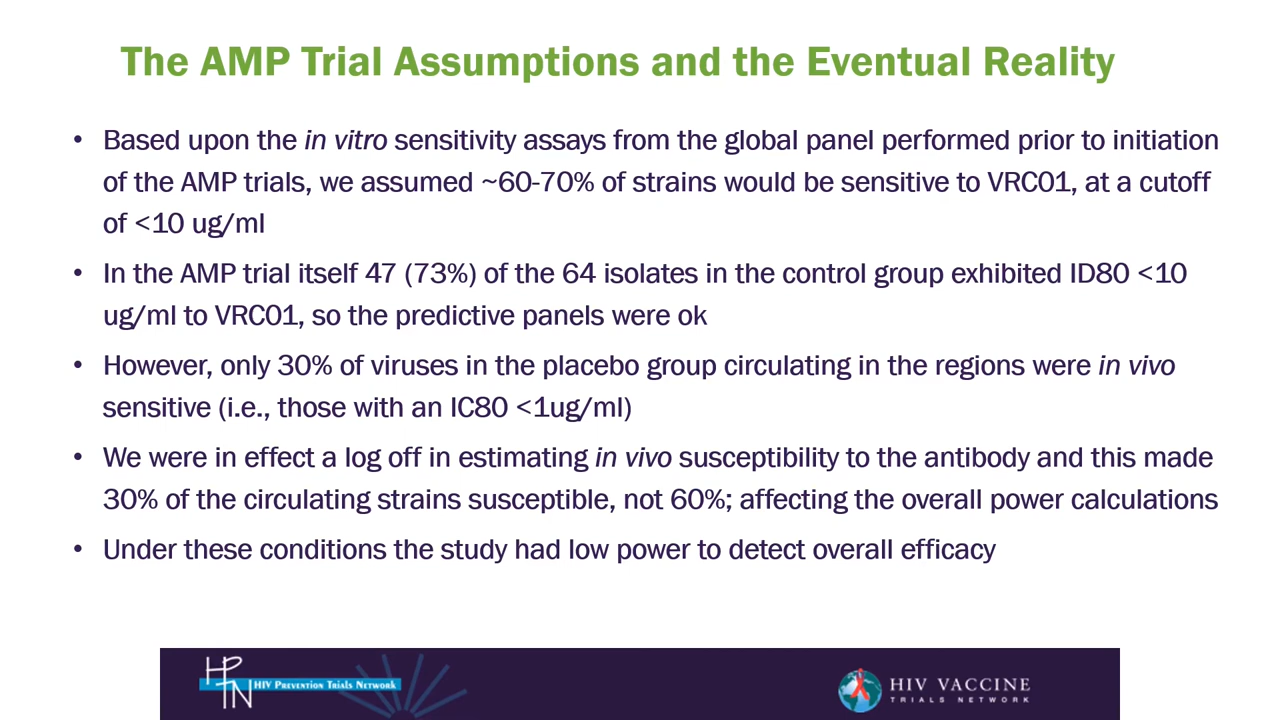 The AMP Trial Assumptions and the Eventual Reality
• Based upon the in vitro sensitivity assays from the global panel performed prior to initiation
of the AMP trials, we assumed ~60-70% of strains would be sensitive to VRC01, at a cutoff
of <10 ug/ml
• In the AMP trial itself 47 (73%) of the 64 isolates in the control group exhibited ID80 <10
ug/ml to VRC01, so the predictive panels were ok
• However, only 30% of viruses in the placebo group circulating in the regions were in vivo
sensitive (i.e., those with an IC80 <1ug/ml)
• We were in effect a log off in estimating in vivo susceptibility to the antibody and this made
30% of the circulating strains susceptible, not 60%; affecting the overall power calculations
• Under these conditions the study had low power to detect overall efficacy
HPTN
HIV PREVENTION TRIALS NETWORK
HIV VACCINE
TRIALS NETWORK